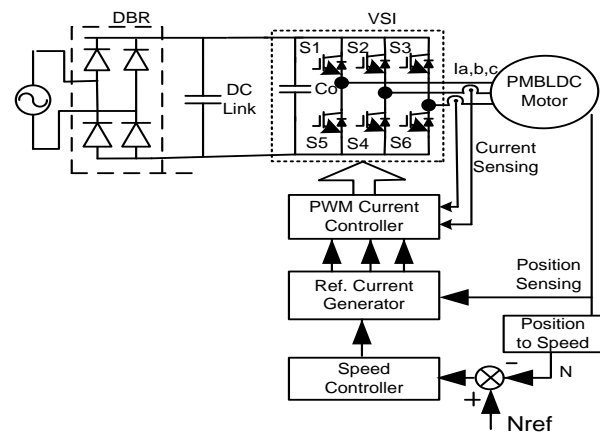 DBR
VSI
S1
S2
S3
DC
Link
Co
Ia,b,c
PMBLDC
Motor
S5
S4
S6
Current
Sensing
PWM Current
Controller
Position
Sensing
Ref. Current
Generator
Position
to Speed
Speed
Controller
−
N
+
Nref